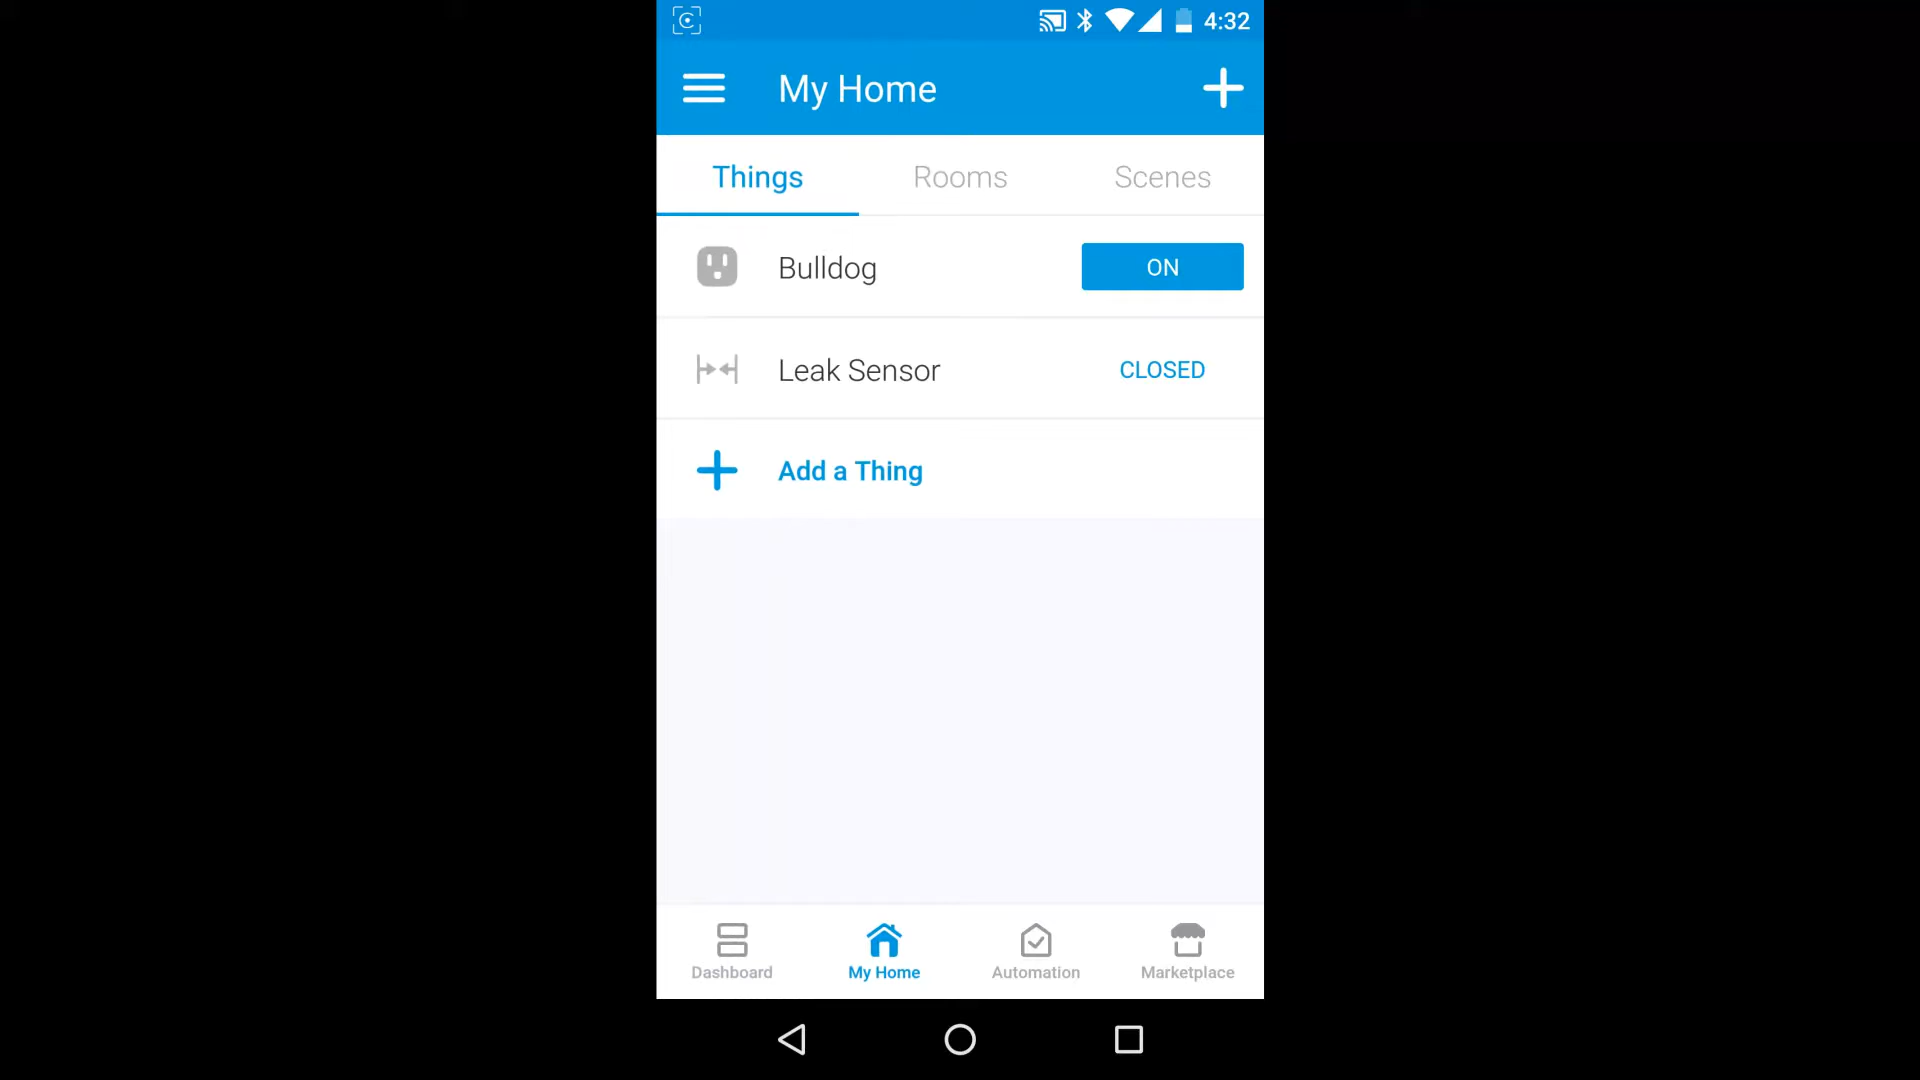 4:32
My Home
Things Rooms Scenes
Bulldog ON
Leak Sensor CLOSED
Add a Thing
Dashboard My Home Automation Marketplace